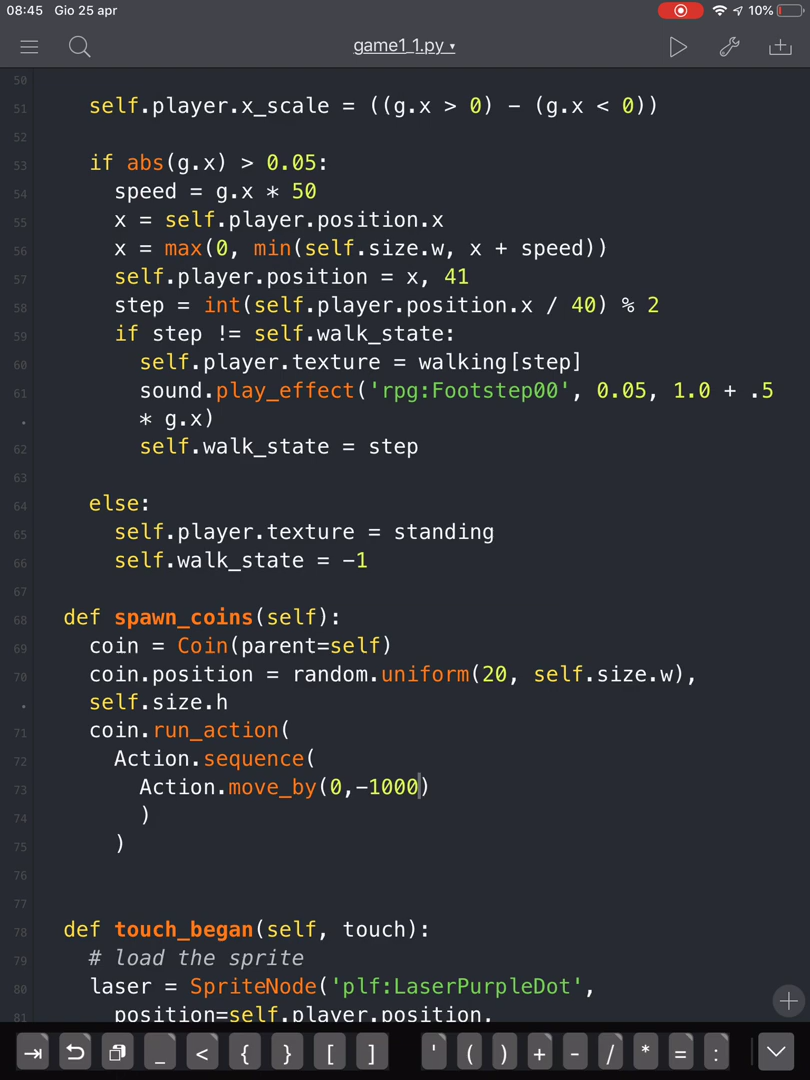 08:45 Gio 25 apr 10%
game1_1.py ▾
50
51 self.player.x_scale = ((g.x > 0) - (g.x < 0))
52
53 if abs(g.x) > 0.05:
54 speed = g.x * 50
55 x = self.player.position.x
56 x = max(0, min(self.size.w, x + speed))
57 self.player.position = x, 41
58 step = int(self.player.position.x / 40) % 2
59 if step != self.walk_state:
60 self.player.texture = walking[step]
61 sound.play_effect('rpg:Footstep00', 0.05, 1.0 + .5
· * g.x)
62 self.walk_state = step
63
64 else:
65 self.player.texture = standing
66 self.walk_state = -1
67
68 def spawn_coins(self):
69 coin = Coin(parent=self)
70 coin.position = random.uniform(20, self.size.w),
· self.size.h
71 coin.run_action(
72 Action.sequence(
73 Action.move_by(0,-1000)
74 )
75 )
76
77
78 def touch_began(self, touch):
79 # load the sprite
80 laser = SpriteNode('plf:LaserPurpleDot',
81 position=self.player.position,
_ < { } [ ] ' ( ) + - / * = :